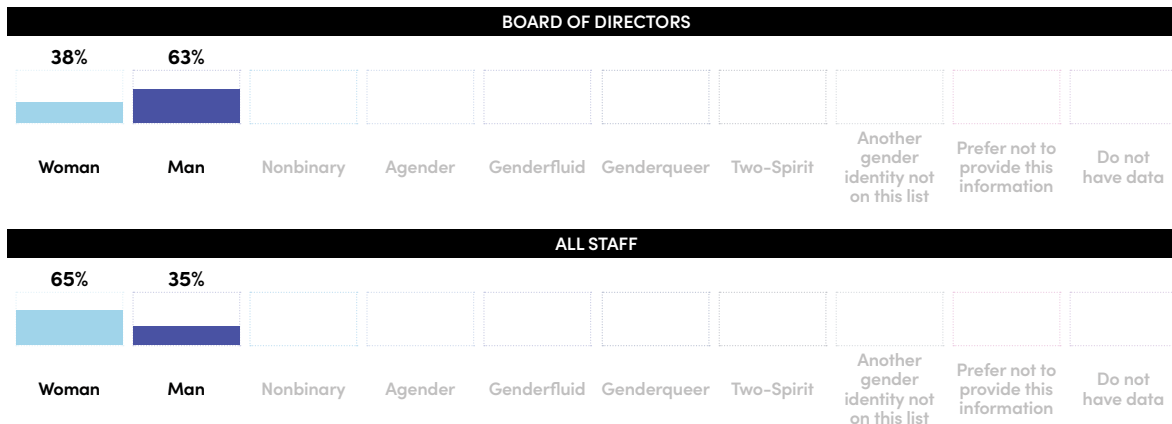 BOARD OF DIRECTORS
38% 63%
Woman Man Nonbinary Agender Genderfluid Genderqueer Two-Spirit
Another
gender
identity not
on this list
Prefer not to
provide this
information
Do not
have data
ALL STAFF
65% 35%
Woman Man Nonbinary Agender Genderfluid Genderqueer Two-Spirit
Another
gender
identity not
on this list
Prefer not to
provide this
information
Do not
have data